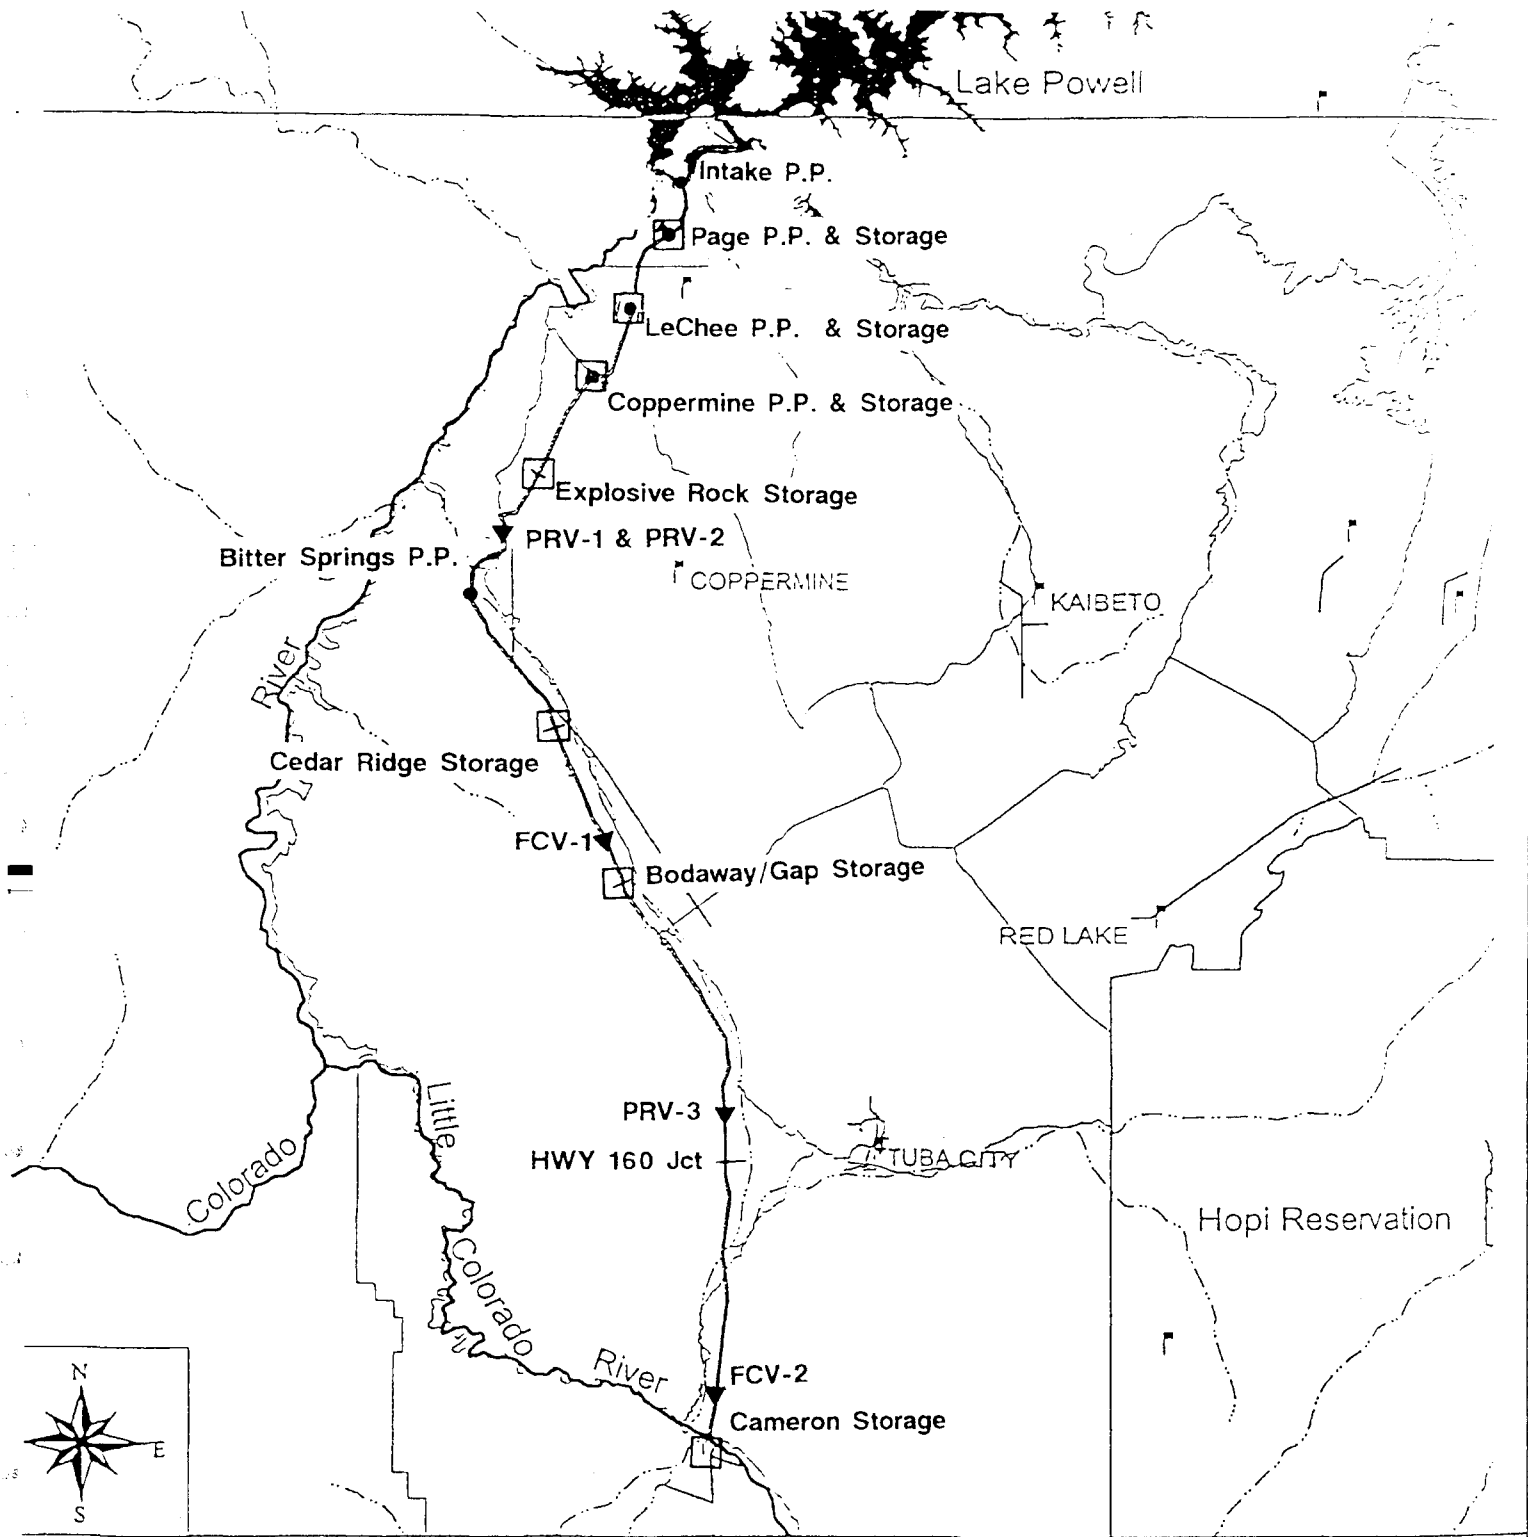 Lake Powell
Intake P.P.
Page P.P. & Storage
LeChee P.P. & Storage
Coppermine P.P. & Storage
Explosive Rock Storage
PRV-1 & PRV-2
Bitter Springs P.P.
COPPERMINE
KAIBETO
River
Cedar Ridge Storage
FCV-1
Bodaway/Gap Storage
RED LAKE
Little
PRV-3
Colorado
HWY 160 Jct
TUBA CITY
Hopi Reservation
Colorado
River
FCV-2
N
Cameron Storage
E
S